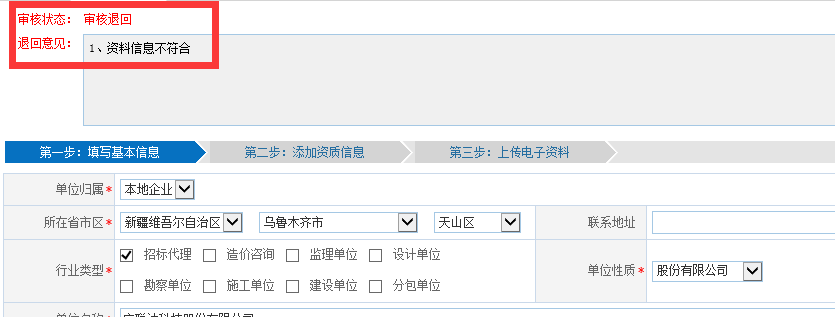 审核状态： 审核退回
退回意见： 1、资料信息不符合
第一步：填写基本信息 第二步：添加资质信息 第三步：上传电子资料
单位归属* 本地企业
所在省市区* 新疆维吾尔自治区 乌鲁木齐市 天山区 联系地址
行业类型* 招标代理 造价咨询 监理单位 设计单位 单位性质* 股份有限公司
勘察单位 施工单位 建设单位 分包单位